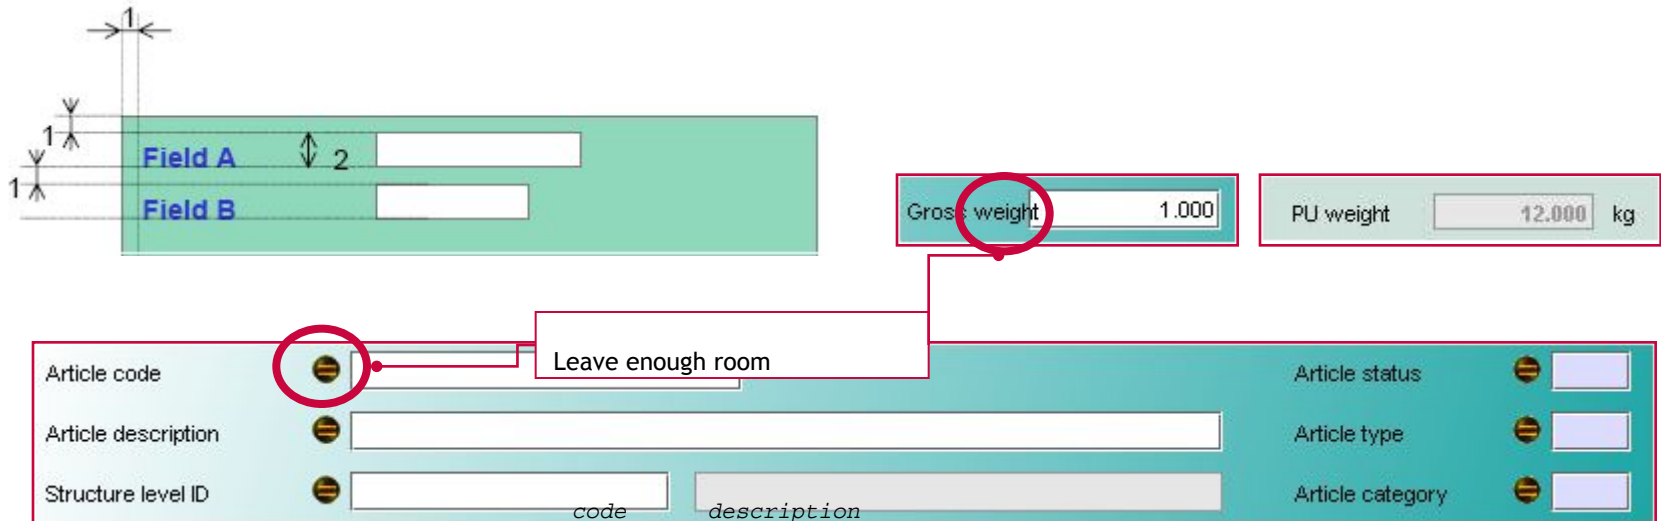 1
1
Field A 2
1
Field B
Gross weight 1.000
PU weight 12.000 kg
Leave enough room
Article code
Article status
Article description
Article type
Structure level ID
code description
Article category